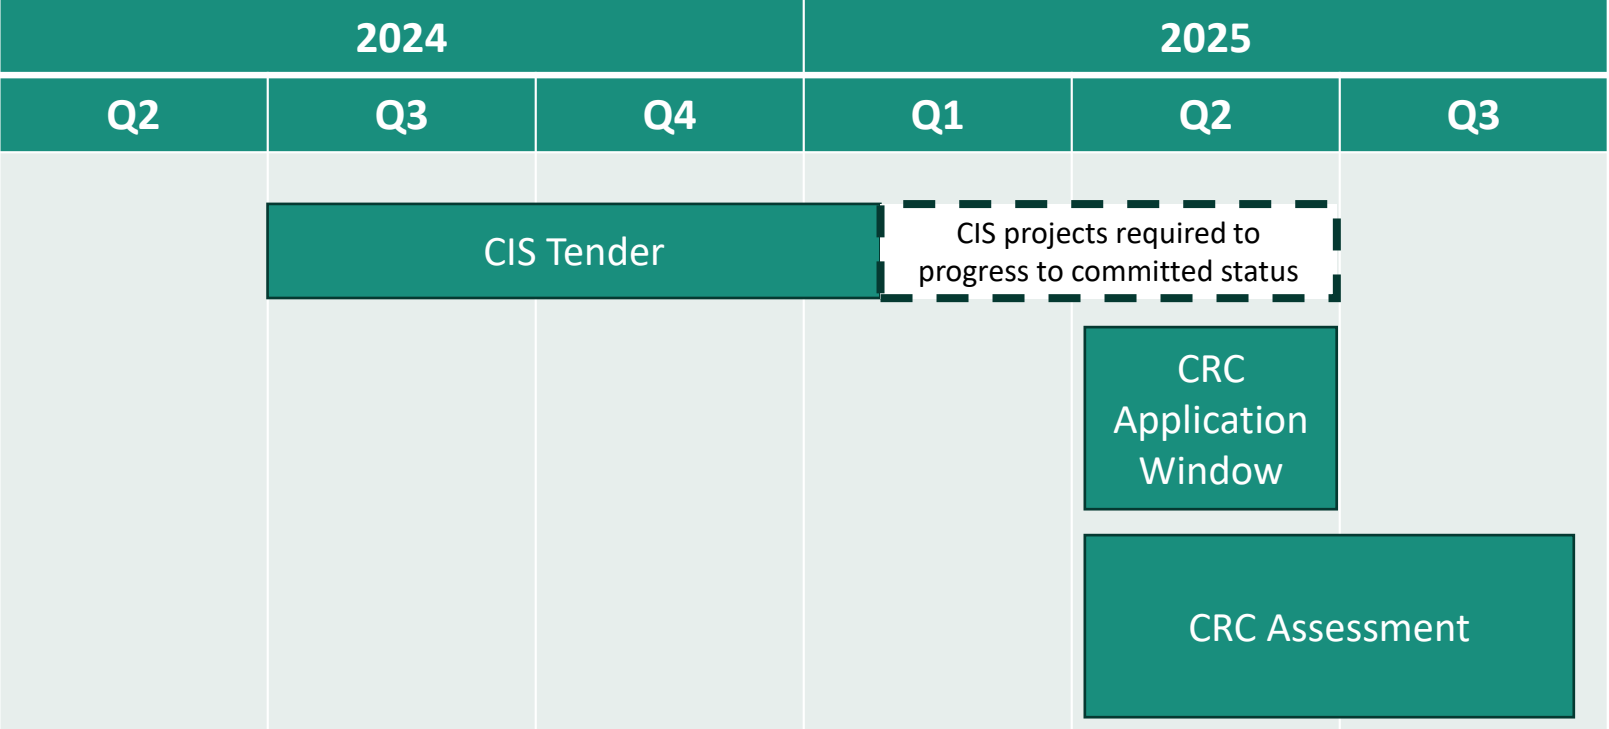 2024
2025
Q2
Q3
Q4
Q1
Q2
Q3
CIS Tender
CIS projects required to
progress to committed status
CRC
Application
Window
CRC Assessment